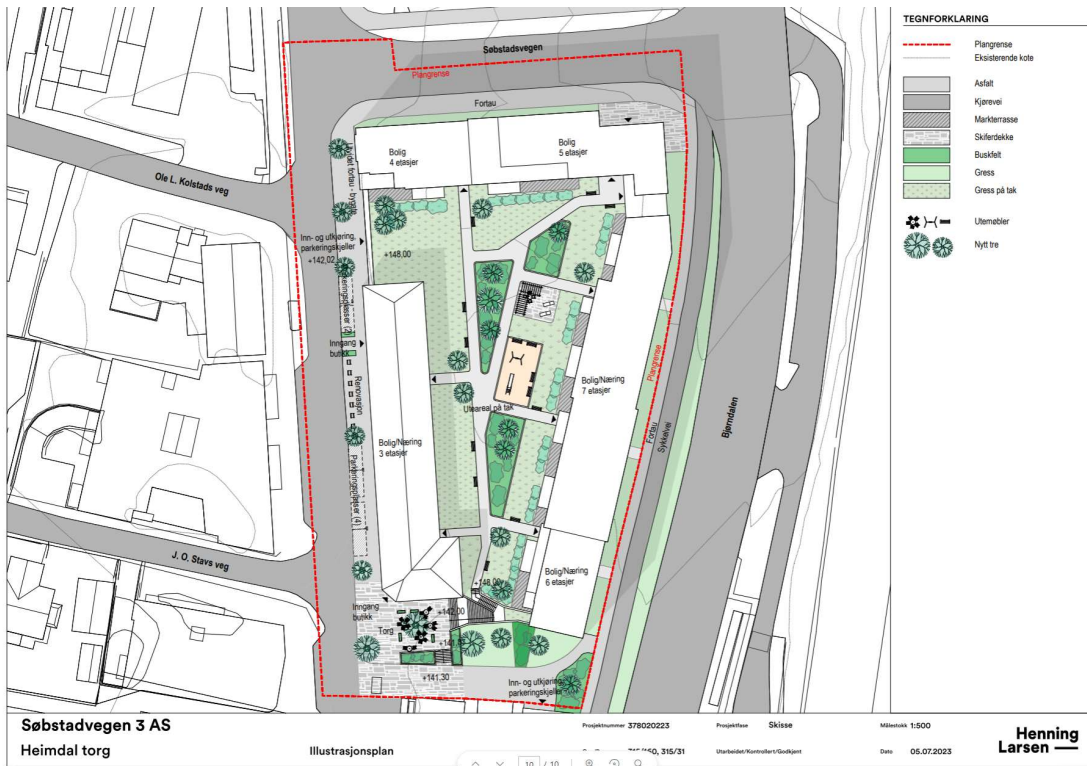 Søbstadsvegen
Plangrense
Fortau
Bolig
4 etasjer
Bolig
5 etasjer
Ole L. Kolstads veg
Inn- og utkjøring,
parkeringskjeller
+142,02
+148,00
Inngang
butikk
Renovasjon
Parkeringsplasser (4)
Bolig/Næring
3 etasjer
Uteareal på tak
Bolig/Næring
7 etasjer
Plangrense
Fortau
Sykkelvei
Bjørndalen
J. O. Stavs veg
Bolig/Næring
6 etasjer
+148,00
+142,00
Inngang
butikk
Torg
+141.30
Inn- og utkjøring,
parkeringskjeller
TEGNFORKLARING
Plangrense
Eksisterende kote
Asfalt
Kjørevei
Markterrasse
Skiferdekke
Buskfelt
Gress
Gress på tak
Utemøbler
Nytt tre
Søbstadvegen 3 AS
Heimdal torg
Illustrasjonsplan
Prosjektnummer 378020223
315/31
Prosjektfase Skisse
Utarbeidet/Kontrollert/Godkjent
Målestokk 1:500
Dato 05.07.2023
Henning
Larsen
10 / 10